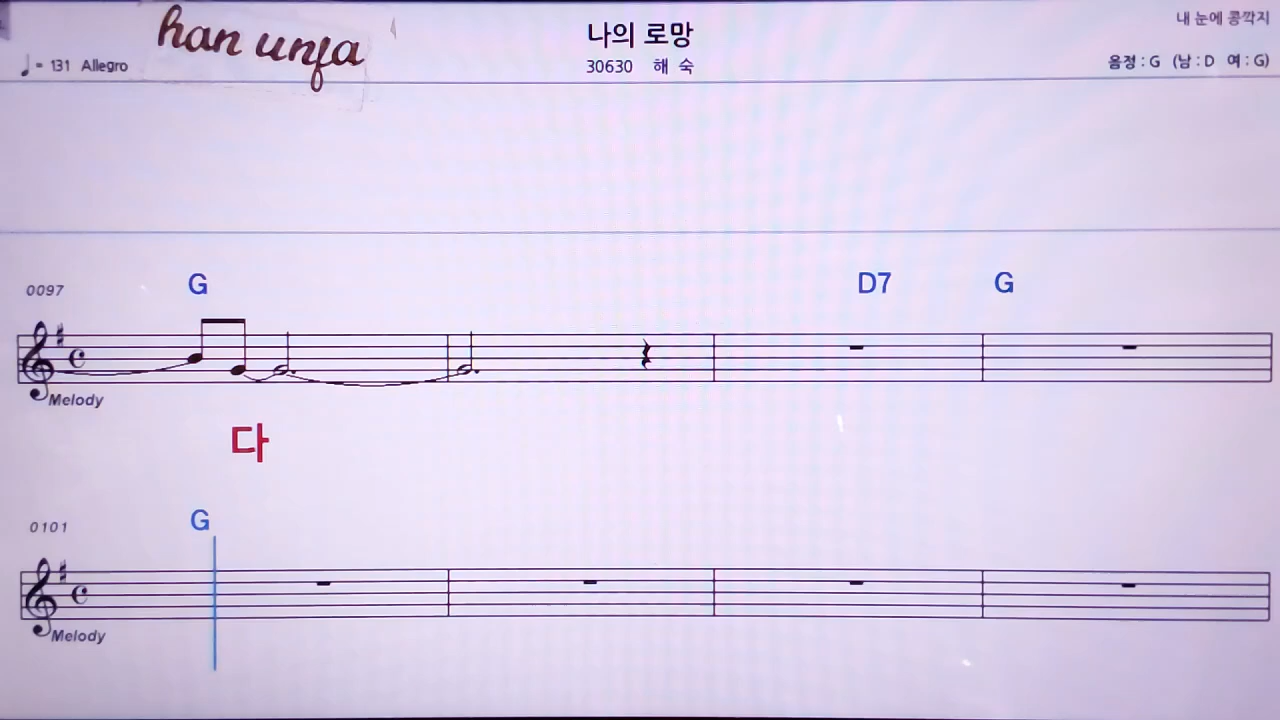 han unfa
나의 로망
내 눈에 콩깍지
♩= 131 Allegro
30630 해 숙
음정 : G (남 : D 여 : G)
0097 G D7 G
Melody
다
0101 G
Melody